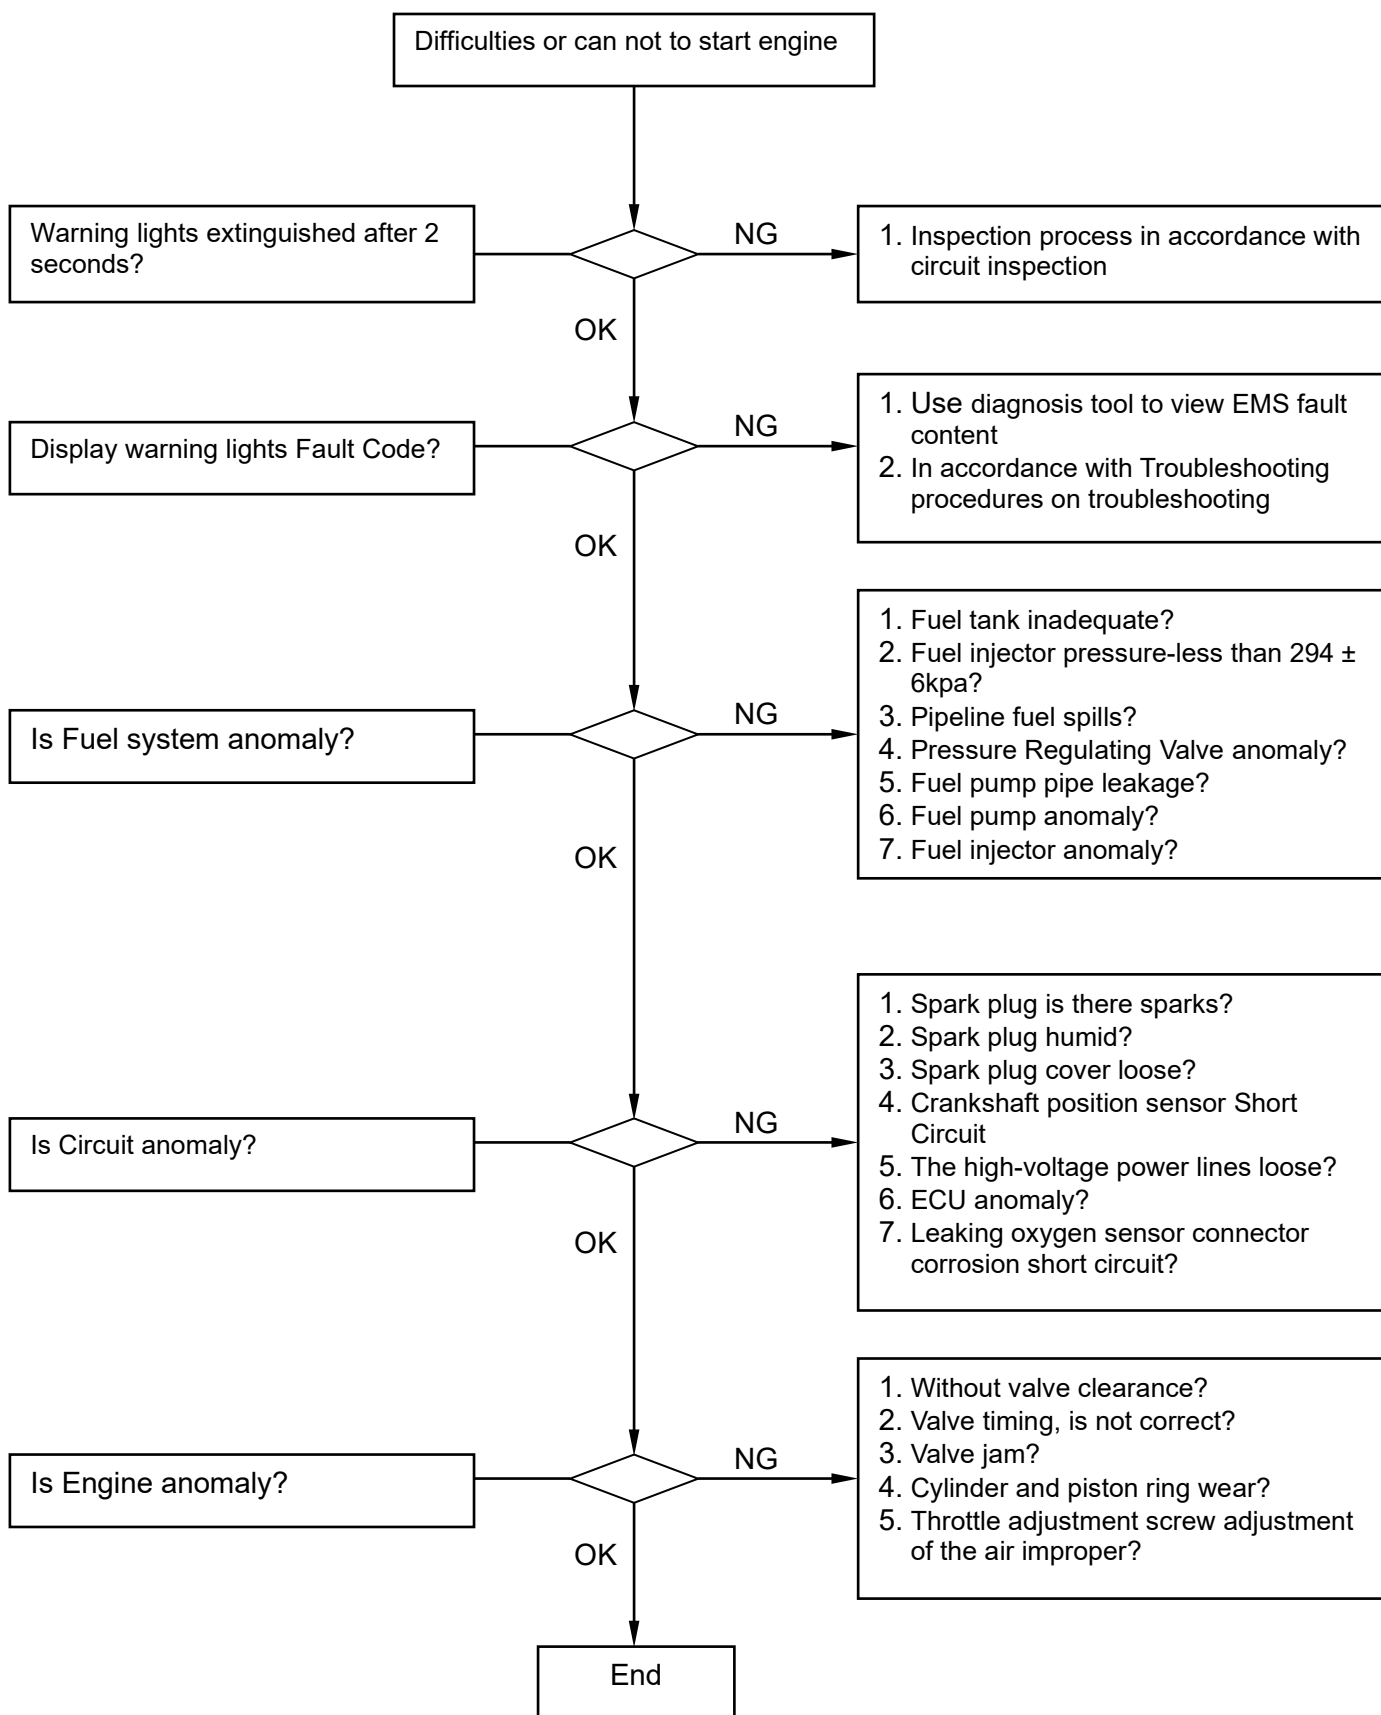 Difficulties or can not to start engine
Warning lights extinguished after 2
seconds?
NG
1. Inspection process in accordance with
circuit inspection
OK
Display warning lights Fault Code?
NG
1. Use diagnosis tool to view EMS fault
content
2. In accordance with Troubleshooting
procedures on troubleshooting
OK
Is Fuel system anomaly?
NG
1. Fuel tank inadequate?
2. Fuel injector pressure-less than 294 ±
6kpa?
3. Pipeline fuel spills?
4. Pressure Regulating Valve anomaly?
5. Fuel pump pipe leakage?
6. Fuel pump anomaly?
7. Fuel injector anomaly?
OK
Is Circuit anomaly?
NG
1. Spark plug is there sparks?
2. Spark plug humid?
3. Spark plug cover loose?
4. Crankshaft position sensor Short
Circuit
5. The high-voltage power lines loose?
6. ECU anomaly?
7. Leaking oxygen sensor connector
corrosion short circuit?
OK
Is Engine anomaly?
NG
1. Without valve clearance?
2. Valve timing, is not correct?
3. Valve jam?
4. Cylinder and piston ring wear?
5. Throttle adjustment screw adjustment
of the air improper?
OK
End